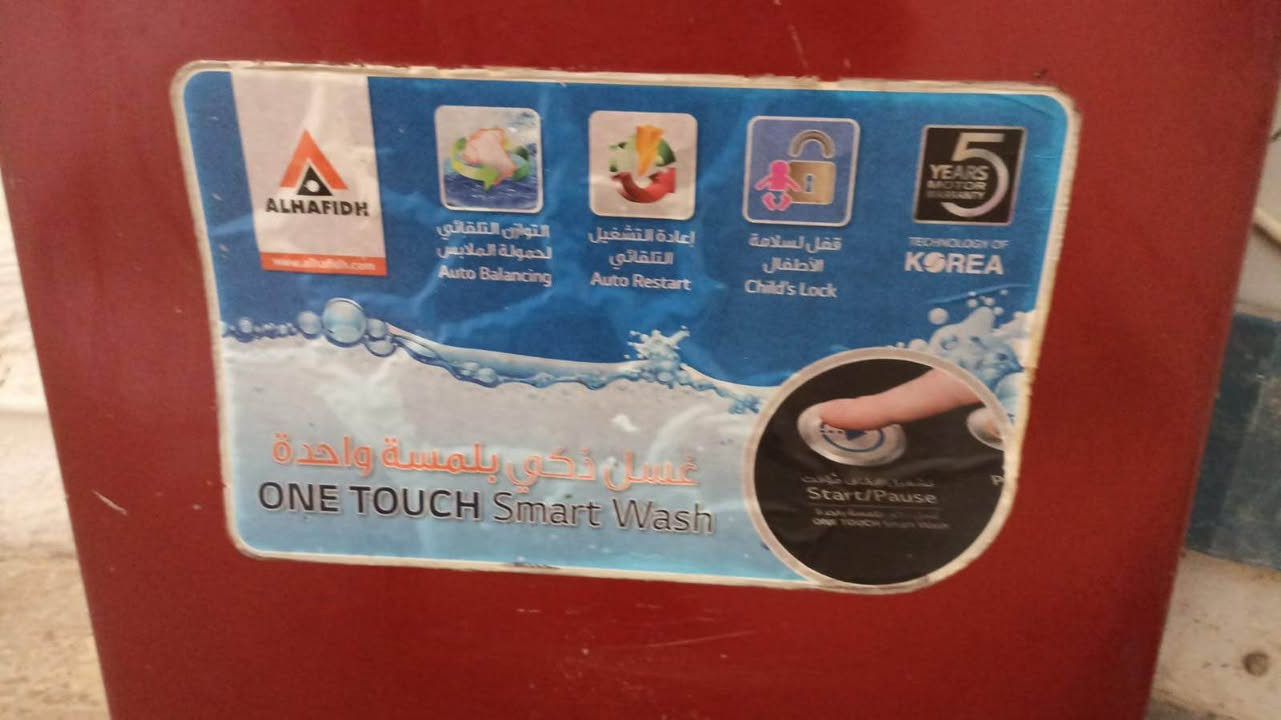 ALHAFIDH
www.alhafidh.com
التوازن التلقائي
لحمولة الملابس
Auto Balancing
إعادة التشغيل
التلقائي
Auto Restart
قفل لسلامة
الأطفال
Child's Lock
5
YEARS
MOTOR
WARRANTY
TECHNOLOGY OF
KOREA
غسل ذكي بلمسة واحدة
ONE TOUCH Smart Wash
Start/Pause
ONE TOUCH Smart Wash
P